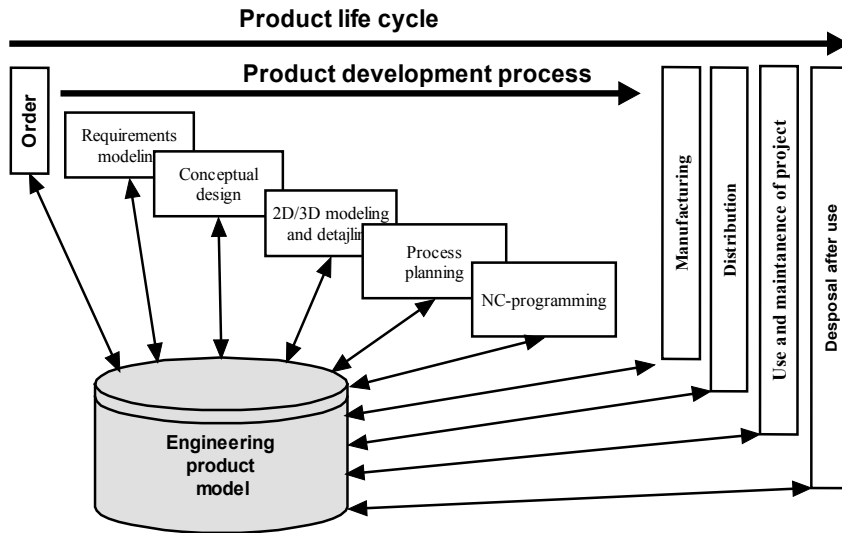 Product life cycle
Product development process
Order
Requirements
modeling
Conceptual
design
2D/3D modeling
and detajling
Process
planning
NC-programming
Manufacturing
Distribution
Use and maintanence of project
Desposal after use
Engineering
product
model